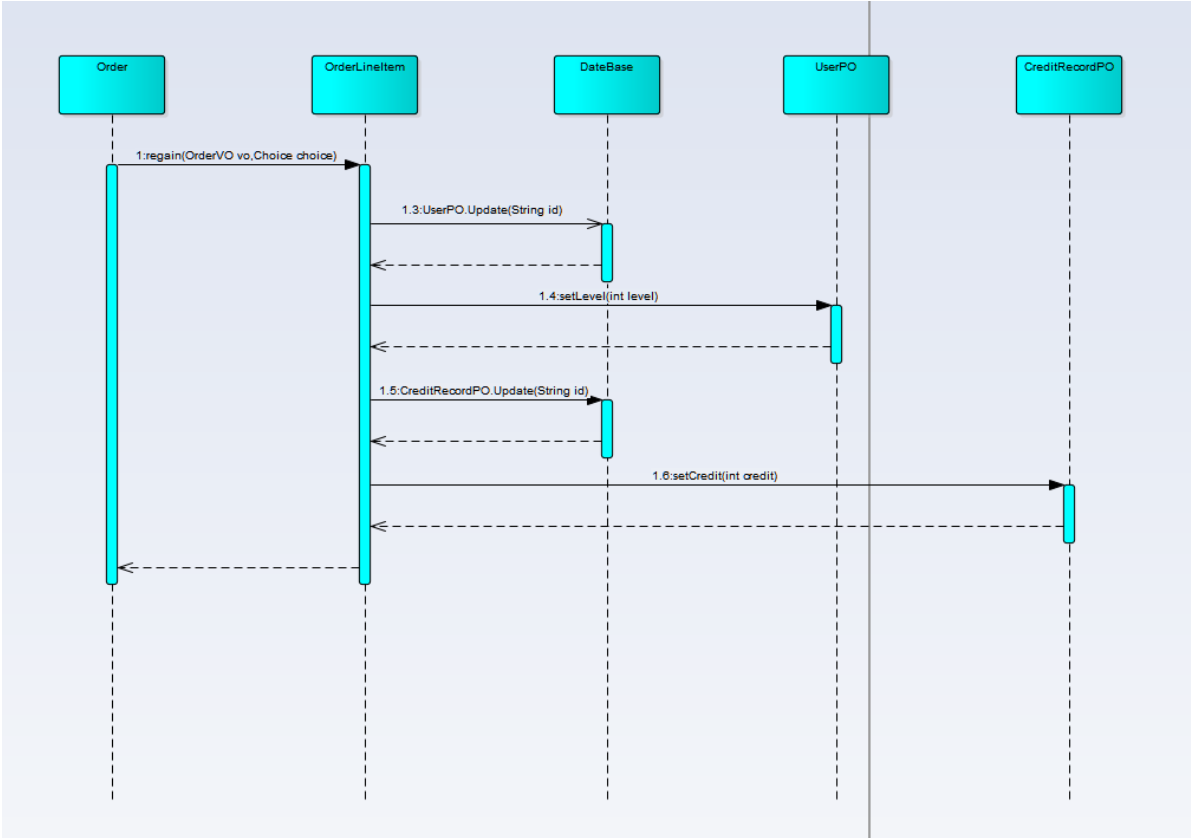 Order
OrderLineItem
DateBase
UserPO
CreditRecordPO
1:regain(OrderVO vo,Choice choice)
1.3:UserPO.Update(String id)
1.4:setLevel(int level)
1.5:CreditRecordPO.Update(String id)
1.6:setCredit(int credit)